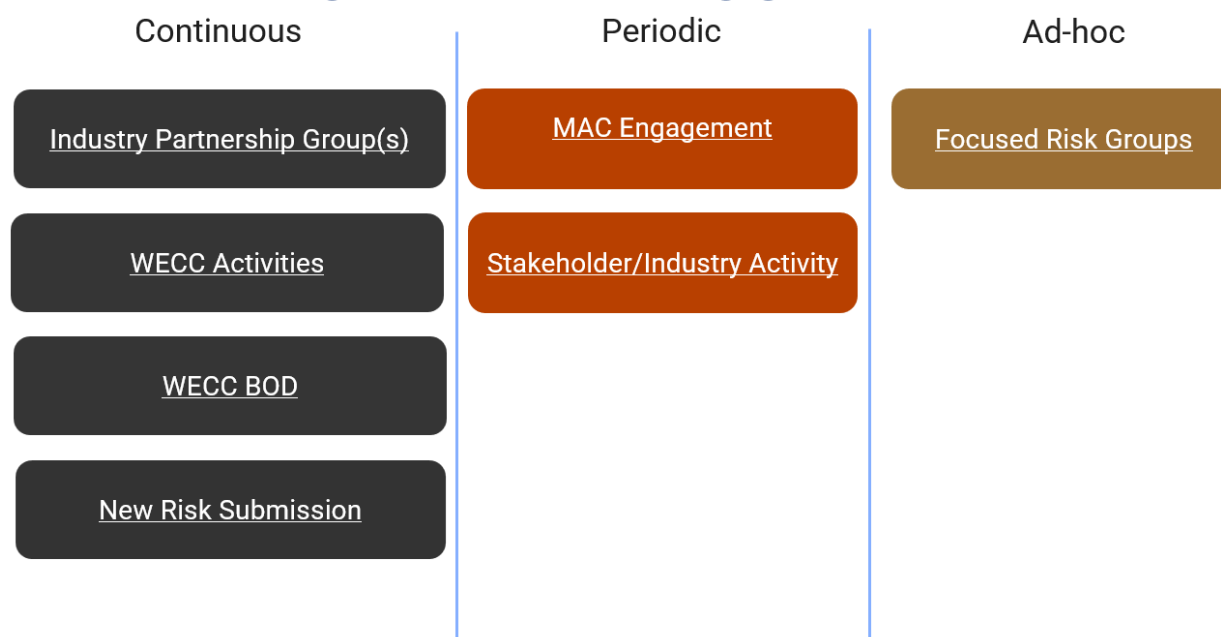 Continuous
Periodic
Ad-hoc
Industry Partnership Group(s)
MAC Engagement
Focused Risk Groups
WECC Activities
Stakeholder/Industry Activity
WECC BOD
New Risk Submission